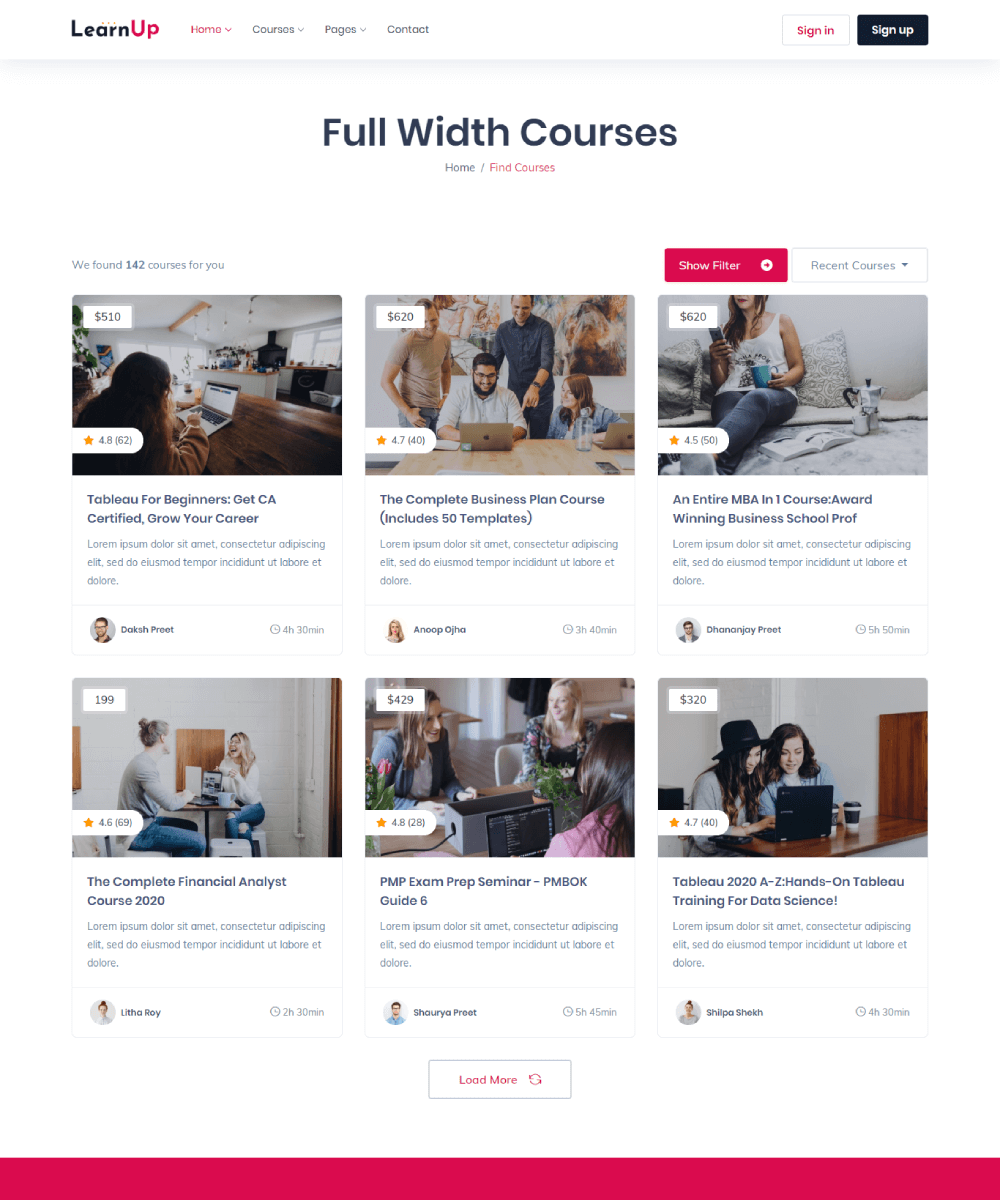 LearnUp Home Courses Pages Contact Sign in Sign up
Full Width Courses
Home / Find Courses
We found 142 courses for you Show Filter Recent Courses
$510
4.8 (62)
Tableau For Beginners: Get CA
Certified, Grow Your Career
Lorem ipsum dolor sit amet, consectetur adipiscing
elit, sed do eiusmod tempor incididunt ut labore et
dolore.
Daksh Preet 4h 30min
$620
4.7 (40)
The Complete Business Plan Course
(Includes 50 Templates)
Lorem ipsum dolor sit amet, consectetur adipiscing
elit, sed do eiusmod tempor incididunt ut labore et
dolore.
Anoop Ojha 3h 40min
$620
4.5 (50)
An Entire MBA In 1 Course:Award
Winning Business School Prof
Lorem ipsum dolor sit amet, consectetur adipiscing
elit, sed do eiusmod tempor incididunt ut labore et
dolore.
Dhananjay Preet 5h 50min
199
4.6 (69)
The Complete Financial Analyst
Course 2020
Lorem ipsum dolor sit amet, consectetur adipiscing
elit, sed do eiusmod tempor incididunt ut labore et
dolore.
Litha Roy 2h 30min
$429
4.8 (28)
PMP Exam Prep Seminar - PMBOK
Guide 6
Lorem ipsum dolor sit amet, consectetur adipiscing
elit, sed do eiusmod tempor incididunt ut labore et
dolore.
Shaurya Preet 5h 45min
$320
4.7 (40)
Tableau 2020 A-Z:Hands-On Tableau
Training For Data Science!
Lorem ipsum dolor sit amet, consectetur adipiscing
elit, sed do eiusmod tempor incididunt ut labore et
dolore.
Shilpa Shekh 4h 30min
Load More